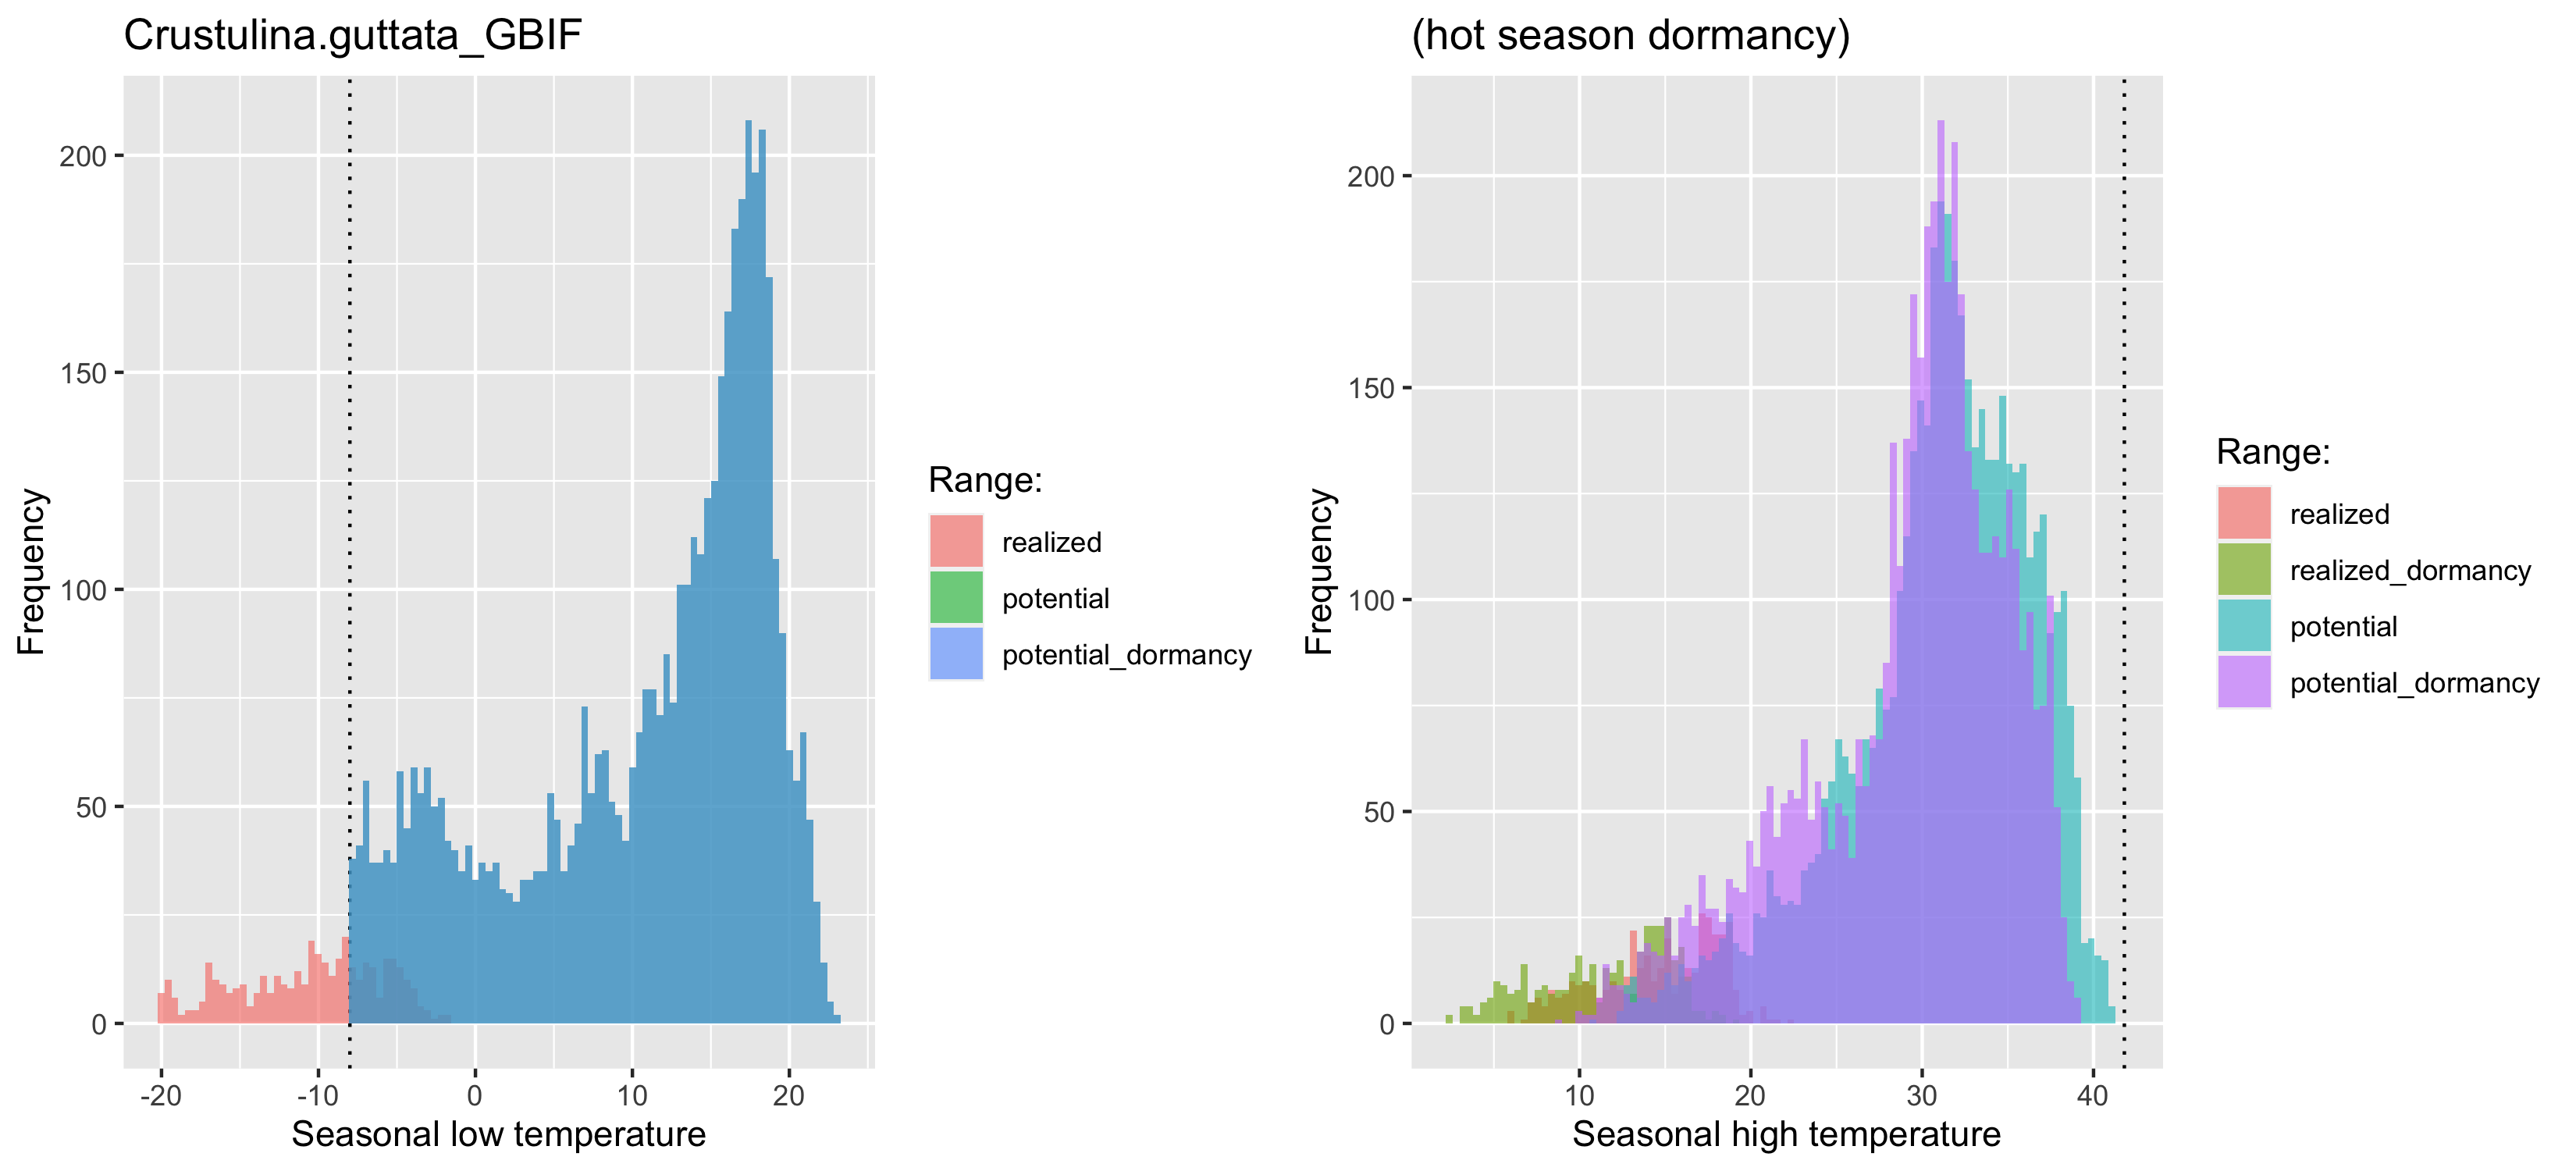 Crustulina.guttata_GBIF
200
150
100
50
0
Frequency
-20 -10 0 10 20
Seasonal low temperature
Range:
realized
potential
potential_dormancy
(hot season dormancy)
200
150
100
50
0
Frequency
10 20 30 40
Seasonal high temperature
Range:
realized
realized_dormancy
potential
potential_dormancy